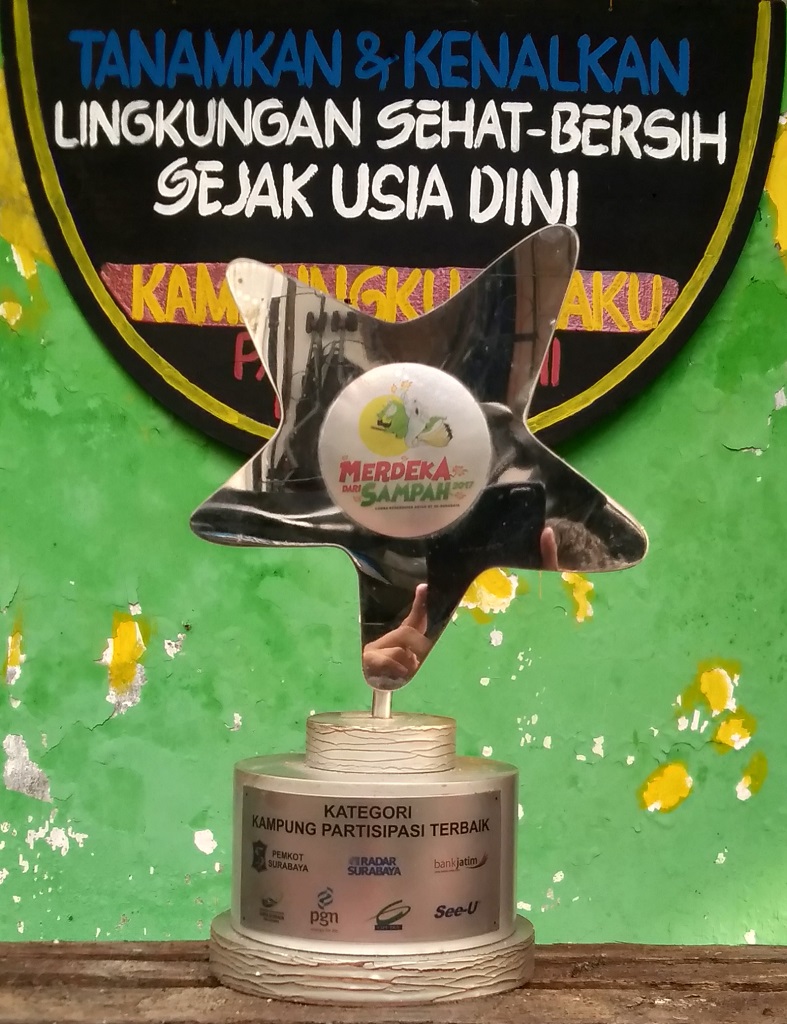 TANAMKAN & KENALKAN
LINGKUNGAN SEHAT-BERSIH
SEJAK USIA DINI
MERDEKA
DARI SAMPAH 2017
KATEGORI
KAMPUNG PARTISIPASI TERBAIK
PEMKOT
SURABAYA
RADAR
SURABAYA
bankjatim
pgn
See-U